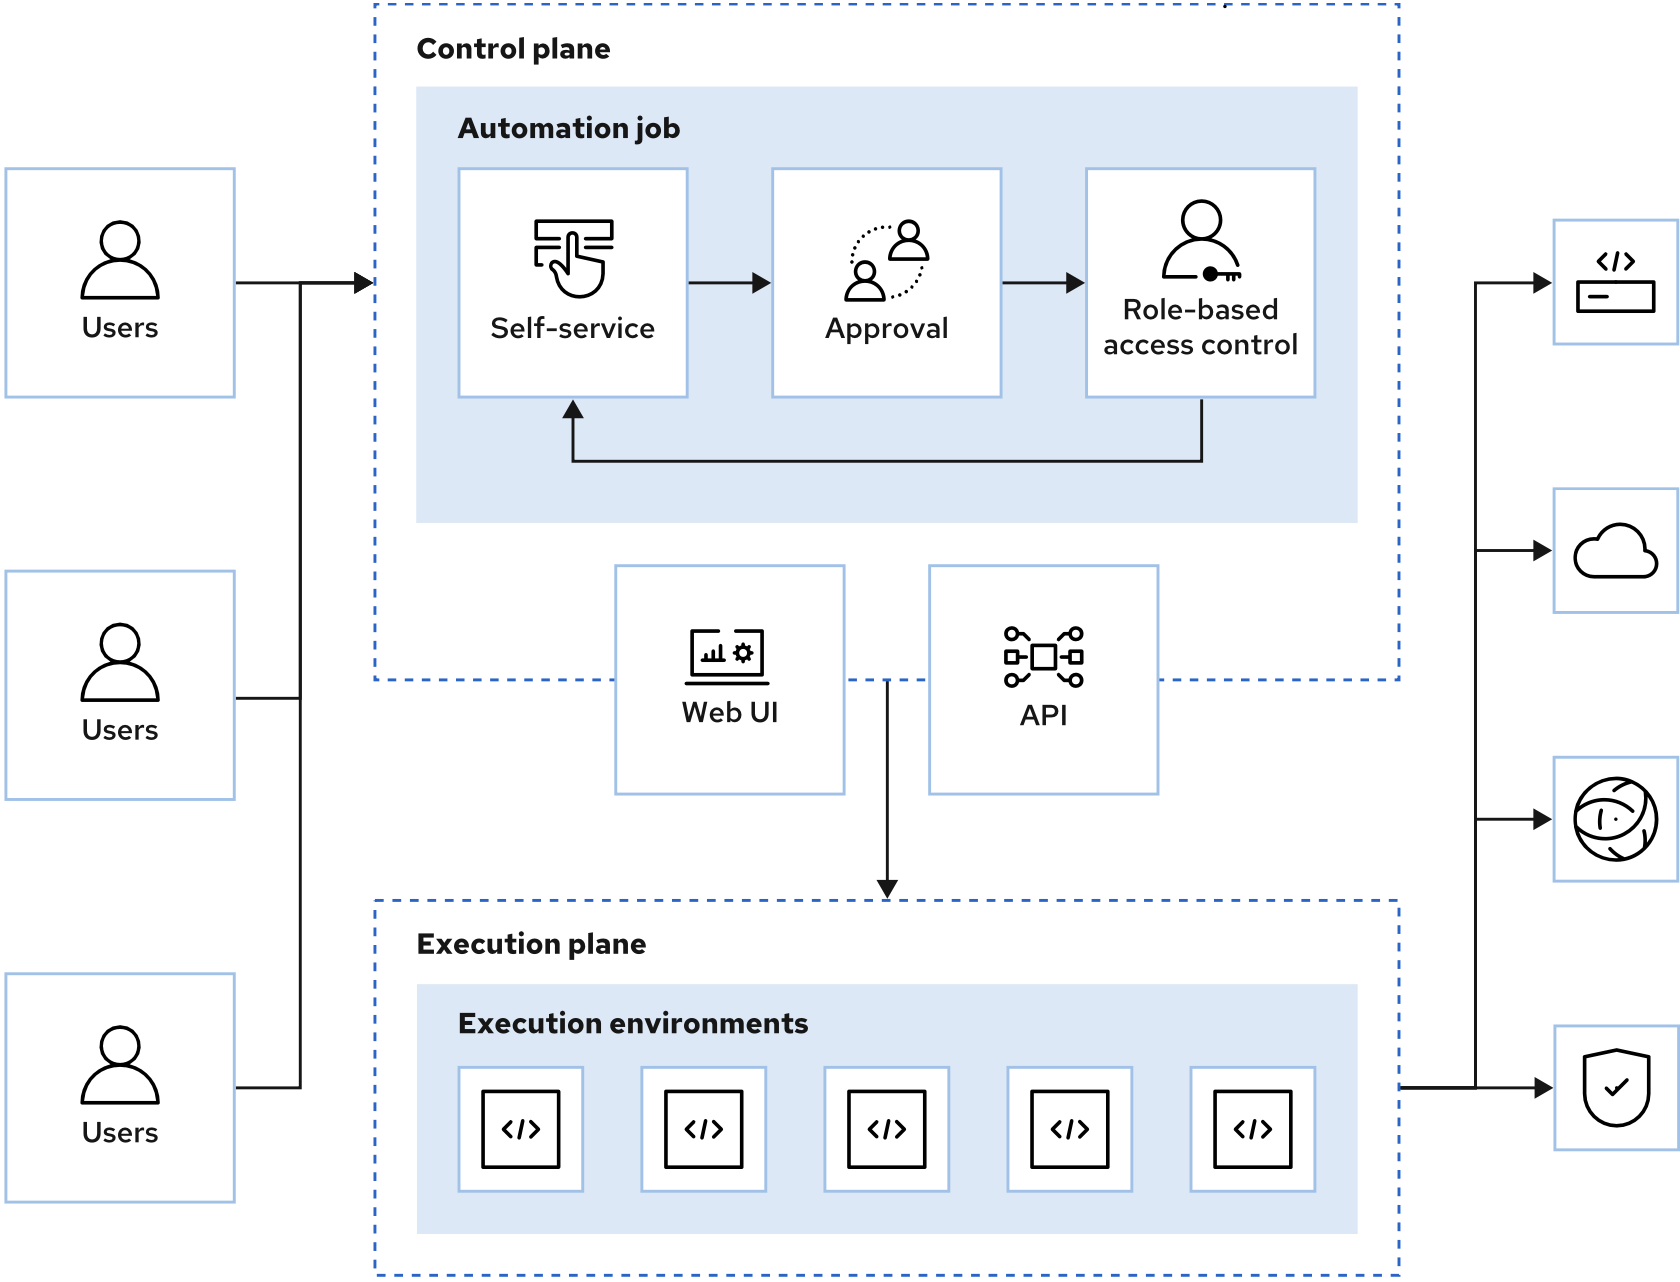 Control plane
Automation job
Users
Self-service
Approval
Role-based
access control
Users
Web UI
API
Execution plane
Execution environments
Users